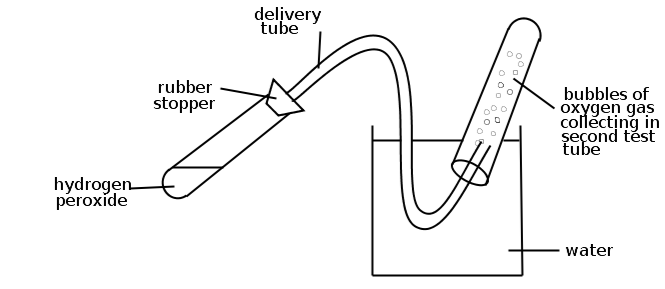 delivery
tube
rubber
stopper
hydrogen
peroxide
bubbles of
oxygen gas
collecting in
second test
tube
water